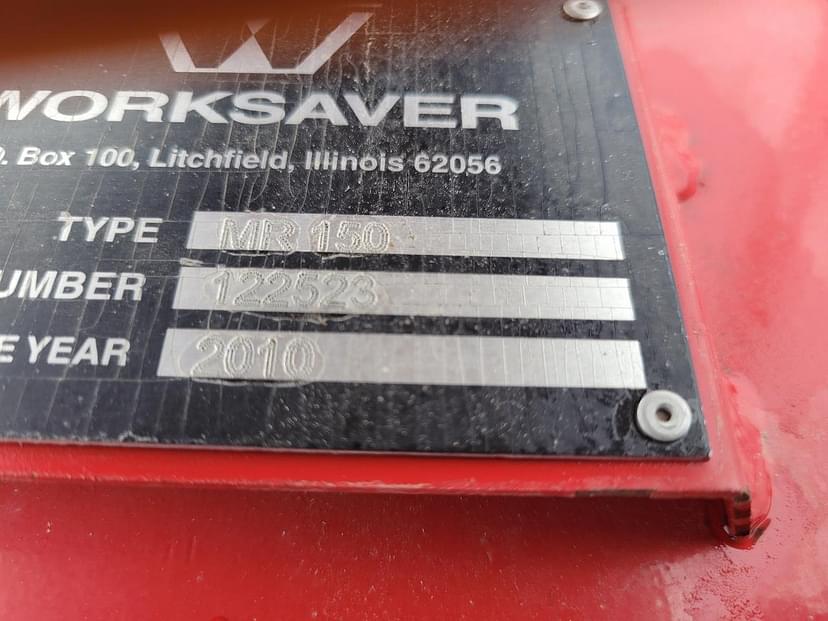 WORKSAVER
. Box 100, Litchfield, Illinois 62056
TYPE MR 150
UMBER 122523
E YEAR 2010